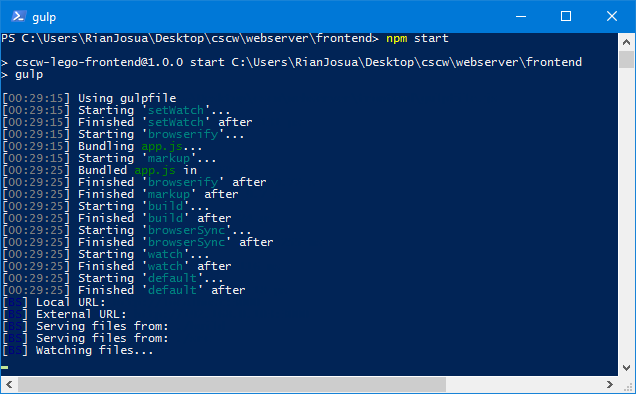 gulp
PS C:\Users\RianJosua\Desktop\cscw\webserver\frontend> npm start
> cscw-lego-frontend@1.0.0 start C:\Users\RianJosua\Desktop\cscw\webserver\frontend
> gulp
[00:29:15] Using gulpfile
[00:29:15] Starting 'setWatch'...
[00:29:15] Finished 'setWatch' after
[00:29:15] Starting 'browserify'...
[00:29:15] Bundling app.js...
[00:29:15] Starting 'markup'...
[00:29:25] Bundled app.js in
[00:29:25] Finished 'browserify' after
[00:29:25] Finished 'markup' after
[00:29:25] Starting 'build'...
[00:29:25] Finished 'build' after
[00:29:25] Starting 'browserSync'...
[00:29:25] Finished 'browserSync' after
[00:29:25] Starting 'watch'...
[00:29:25] Finished 'watch' after
[00:29:25] Starting 'default'...
[00:29:25] Finished 'default' after
[BS] Local URL:
[BS] External URL:
[BS] Serving files from:
[BS] Serving files from:
[BS] Watching files...